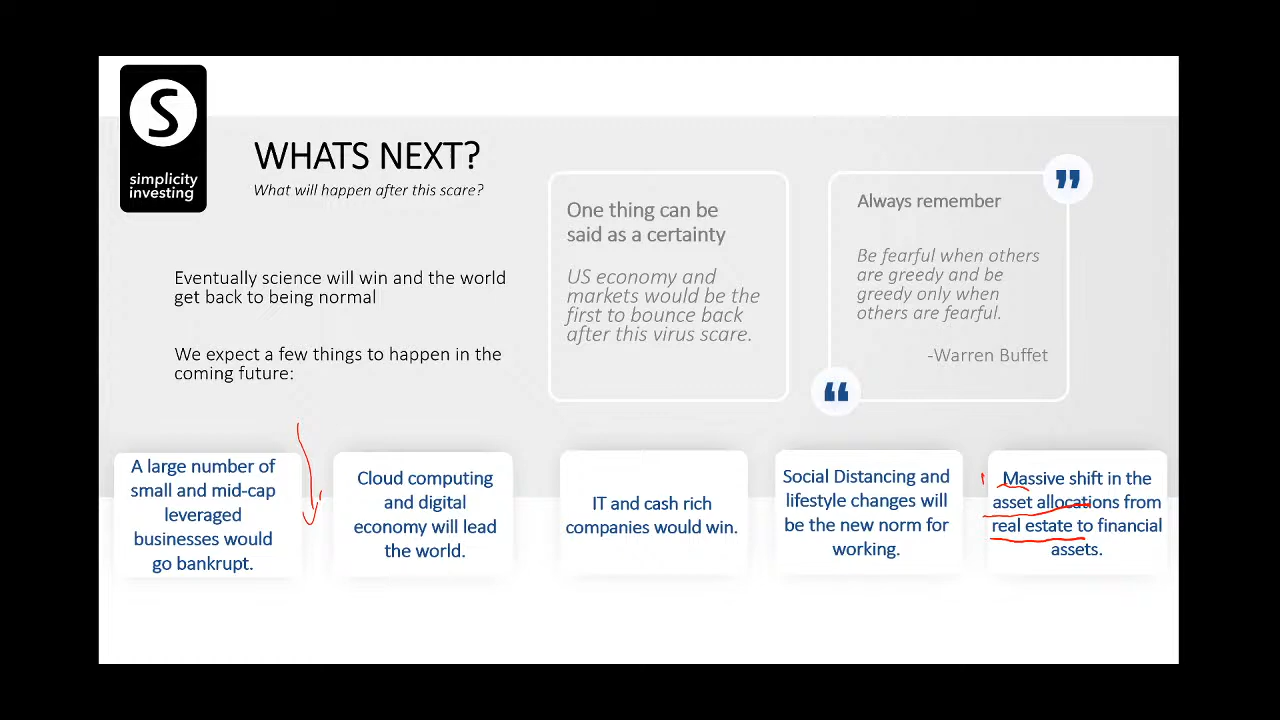 S
simplicity
investing
WHATS NEXT?
What will happen after this scare?
Eventually science will win and the world
get back to being normal
We expect a few things to happen in the
coming future:
One thing can be
said as a certainty
US economy and
markets would be the
first to bounce back
after this virus scare.
”
Always remember
Be fearful when others
are greedy and be
greedy only when
others are fearful.
-Warren Buffet
“
A large number of
small and mid-cap
leveraged
businesses would
go bankrupt.
Cloud computing
and digital
economy will lead
the world.
IT and cash rich
companies would win.
Social Distancing and
lifestyle changes will
be the new norm for
working.
Massive shift in the
asset allocations from
real estate to financial
assets.